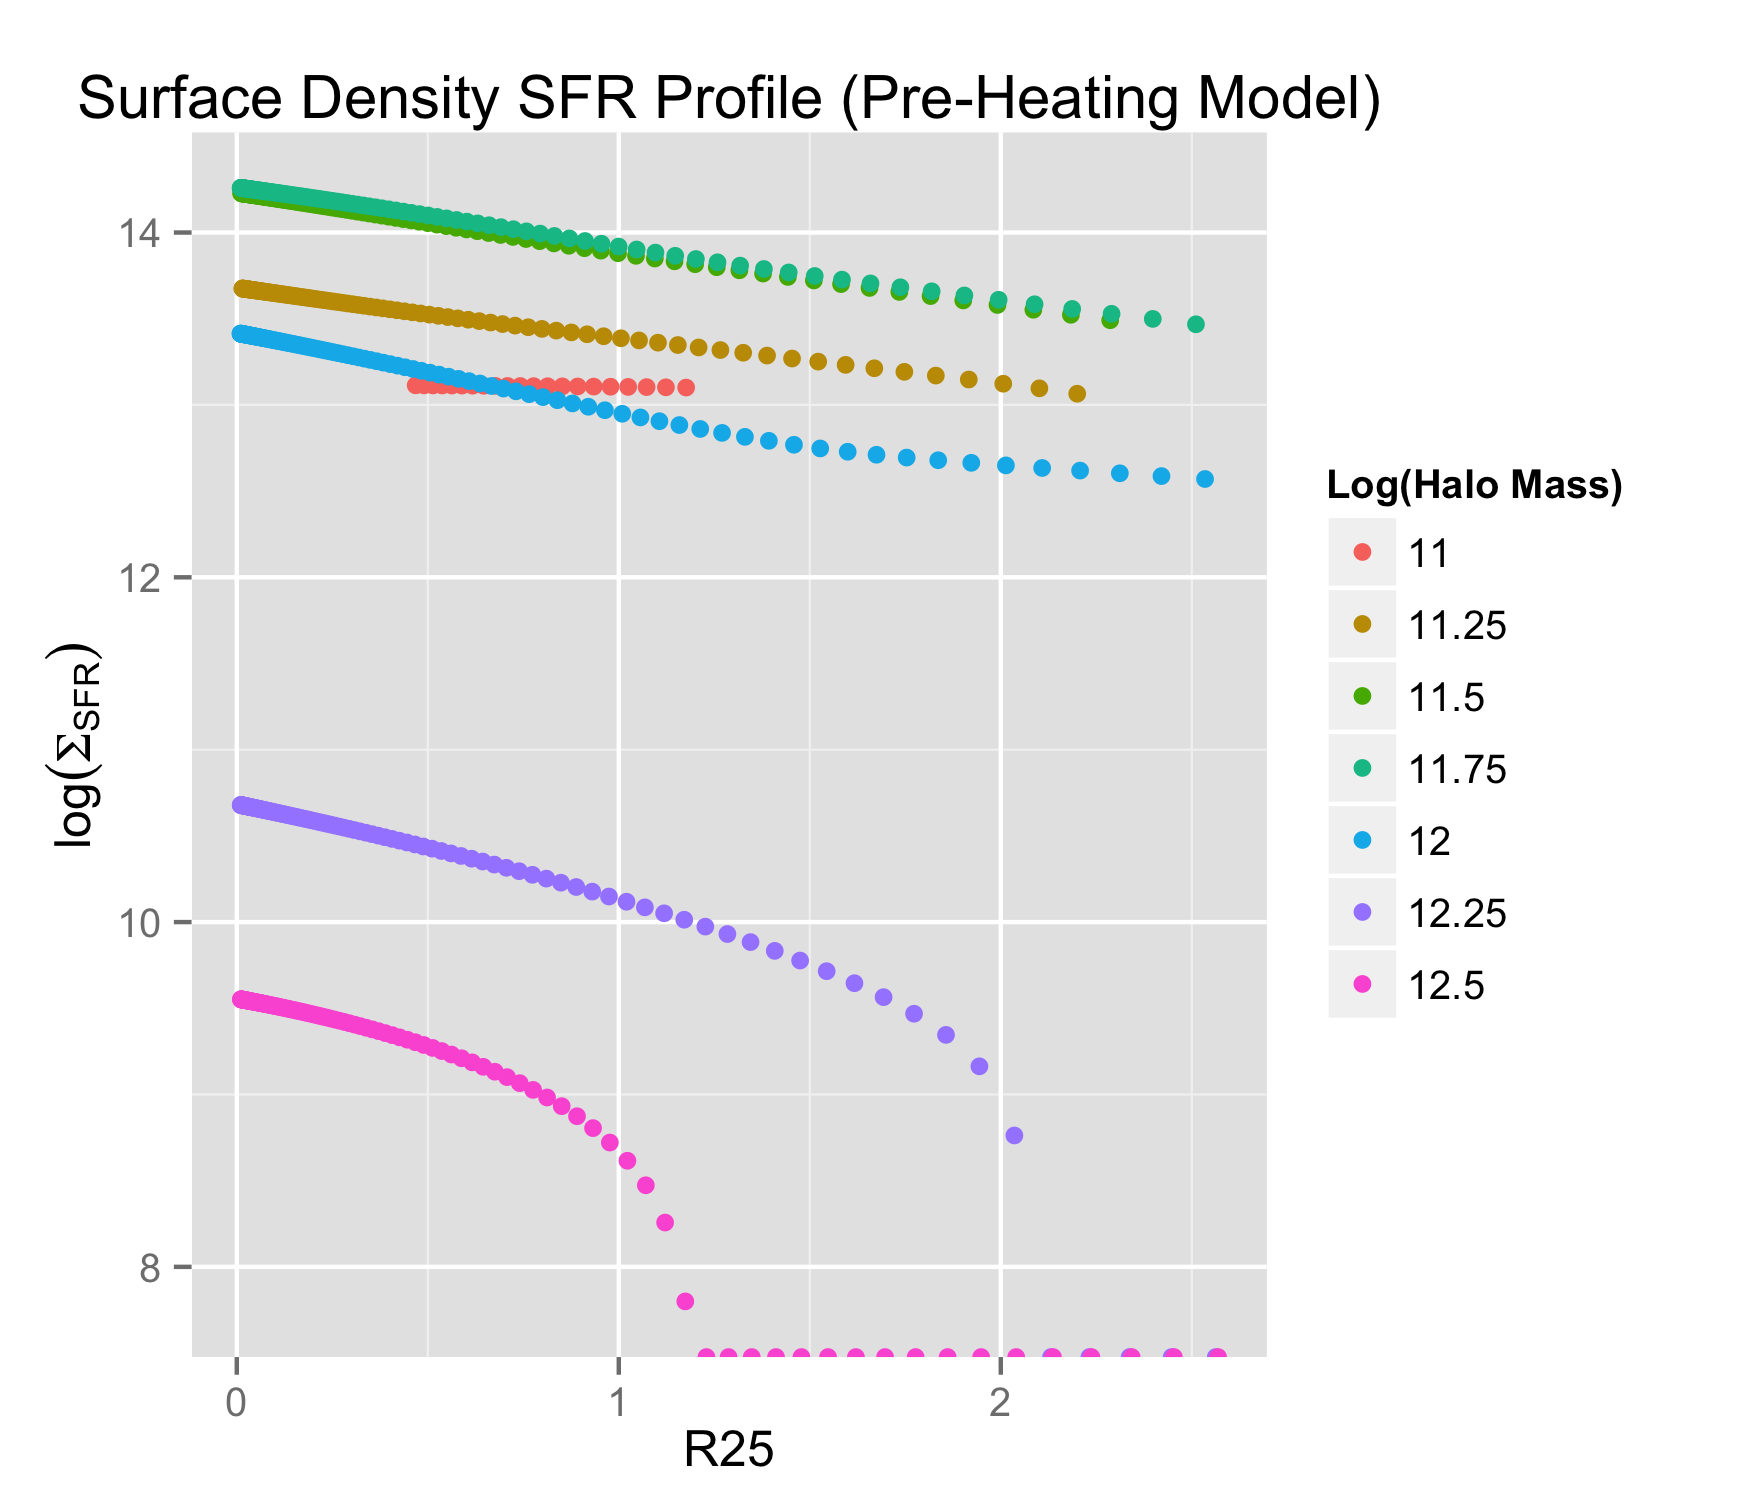 Surface Density SFR Profile (Pre-Heating Model)
14
12
10
8
log(Σ_SFR)
0 1 2
R25
Log(Halo Mass)
11
11.25
11.5
11.75
12
12.25
12.5